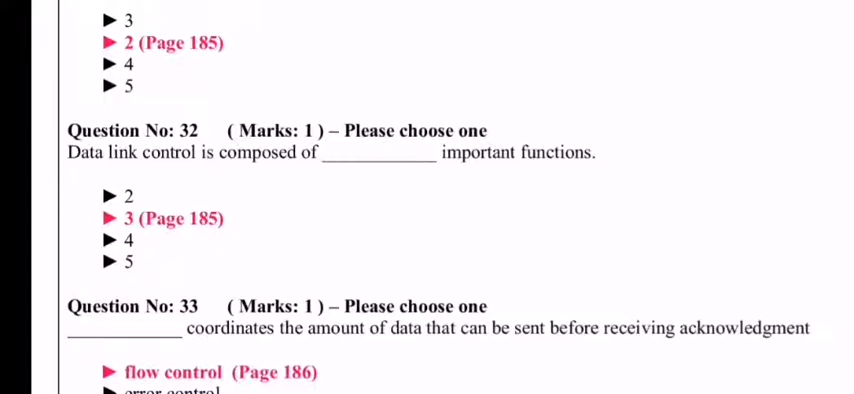 ► 3
► 2 (Page 185)
► 4
► 5
Question No: 32 ( Marks: 1 ) – Please choose one
Data link control is composed of ____________ important functions.
► 2
► 3 (Page 185)
► 4
► 5
Question No: 33 ( Marks: 1 ) – Please choose one
____________ coordinates the amount of data that can be sent before receiving acknowledgment
► flow control (Page 186)
► error control